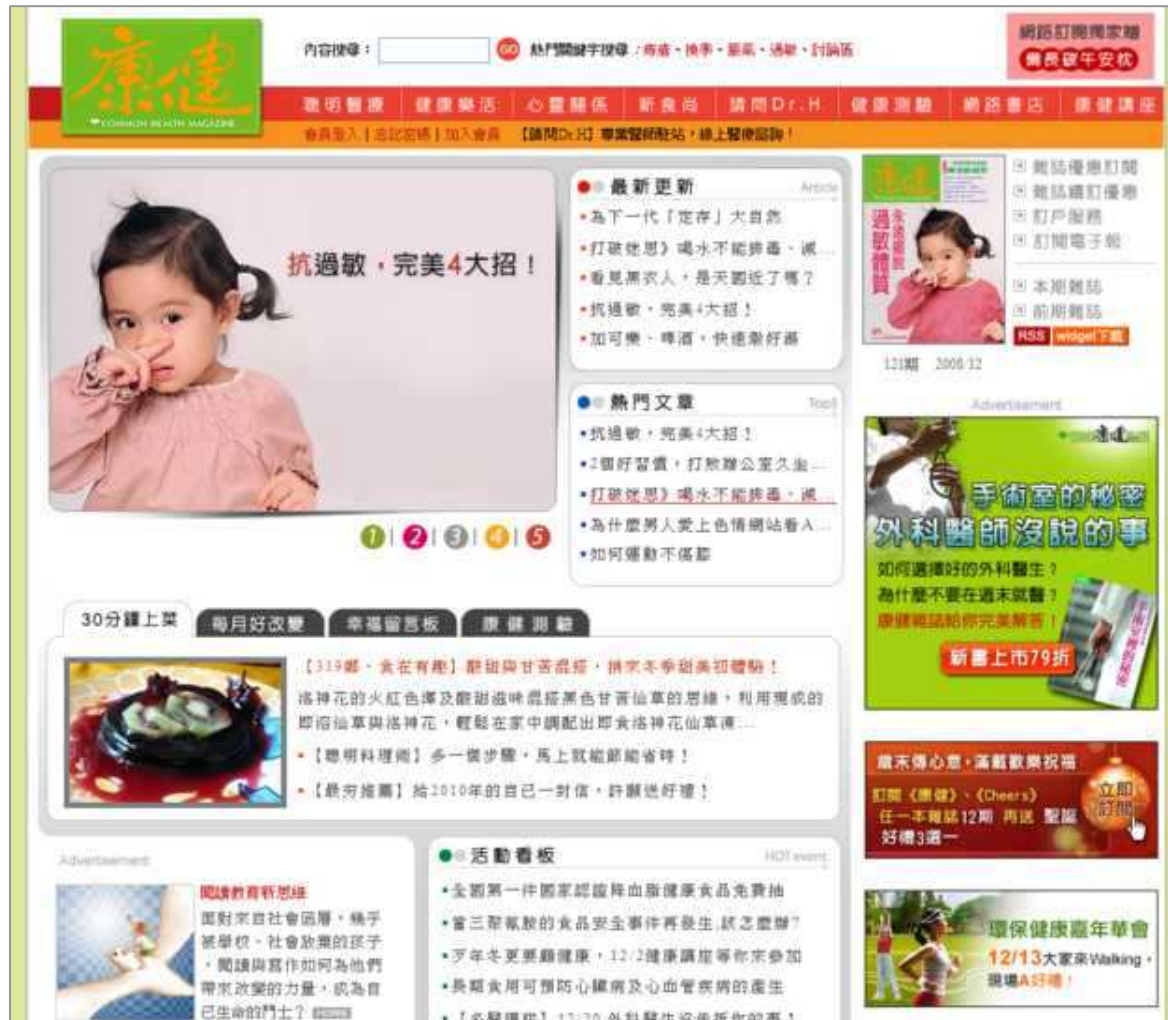 康健
COMMON HEALTH MAGAZINE
內容搜尋：
GO
熱門關鍵字搜尋：痔瘡、換季、脹氣、過敏、討論區
網路訂閱獨家贈
備長碳午安枕
聰明醫療 健康樂活 心靈關係 新食尚 請問Dr.H 健康測驗 網路書店 康健講座
會員登入 | 忘記密碼 | 加入會員 【請問Dr.H】專業醫師駐站，線上醫療諮詢！
抗過敏，完美4大招！
1 | 2 | 3 | 4 | 5
最新更新 Article
為下一代「定存」大自然
打破迷思》喝水不能排毒、減...
看見黑衣人，是天國近了嗎？
抗過敏，完美4大招！
加可樂、啤酒，快速燉好滷
熱門文章 Top5
抗過敏，完美4大招！
2個好習慣，打敗辦公室久坐...
打破迷思》喝水不能排毒、減...
為什麼男人愛上色情網站看A...
如何運動不傷膝
康健
永遠擺脫
過敏體質
雜誌優惠訂閱
雜誌續訂優惠
訂戶服務
訂閱電子報
本期雜誌
前期雜誌
RSS widget下載
121期 2008/12
Advertisement
康健
手術室的秘密
外科醫師沒說的事
如何選擇好的外科醫生？
為什麼不要在週末就醫？
康健雜誌給你完美解答！
新書上市79折
30分鐘上菜 每月好改變 幸福留言板 康健測驗
【319鄉、食在有趣】酸甜與甘苦混搭，擦來冬季甜美初體驗！
洛神花的火紅色澤及酸甜滋味混搭黑色甘苦仙草的思緒，利用現成的
即溶仙草與洛神花，輕鬆在家中調配出即食洛神花仙草凍...
【聰明料理術】多一個步驟，馬上就能節能省時！
【最夯推薦】給2010年的自己一封信，許願送好禮！
歲末傳心意，滿載歡樂祝福
訂閱《康健》、《Cheers》
任一本雜誌12期 再送 聖誕
好禮3選一
立即
訂閱
Advertisement
閱讀教育新思維
面對來自社會底層，幾乎
被學校、社會放棄的孩子
，閱讀與寫作如何為他們
帶來改變的力量，成為自
己生命的鬥士？ MORE
活動看板 HOT event
全國第一件國家認證降血脂健康食品免費抽
當三聚氰胺的食品安全事件再發生,該怎麼辦?
歹年冬更要顧健康，12/2健康講座等你來參加
長期食用可預防心臟病及心血管疾病的產生
環保健康嘉年華會
12/13大家來Walking，
現場A好禮！